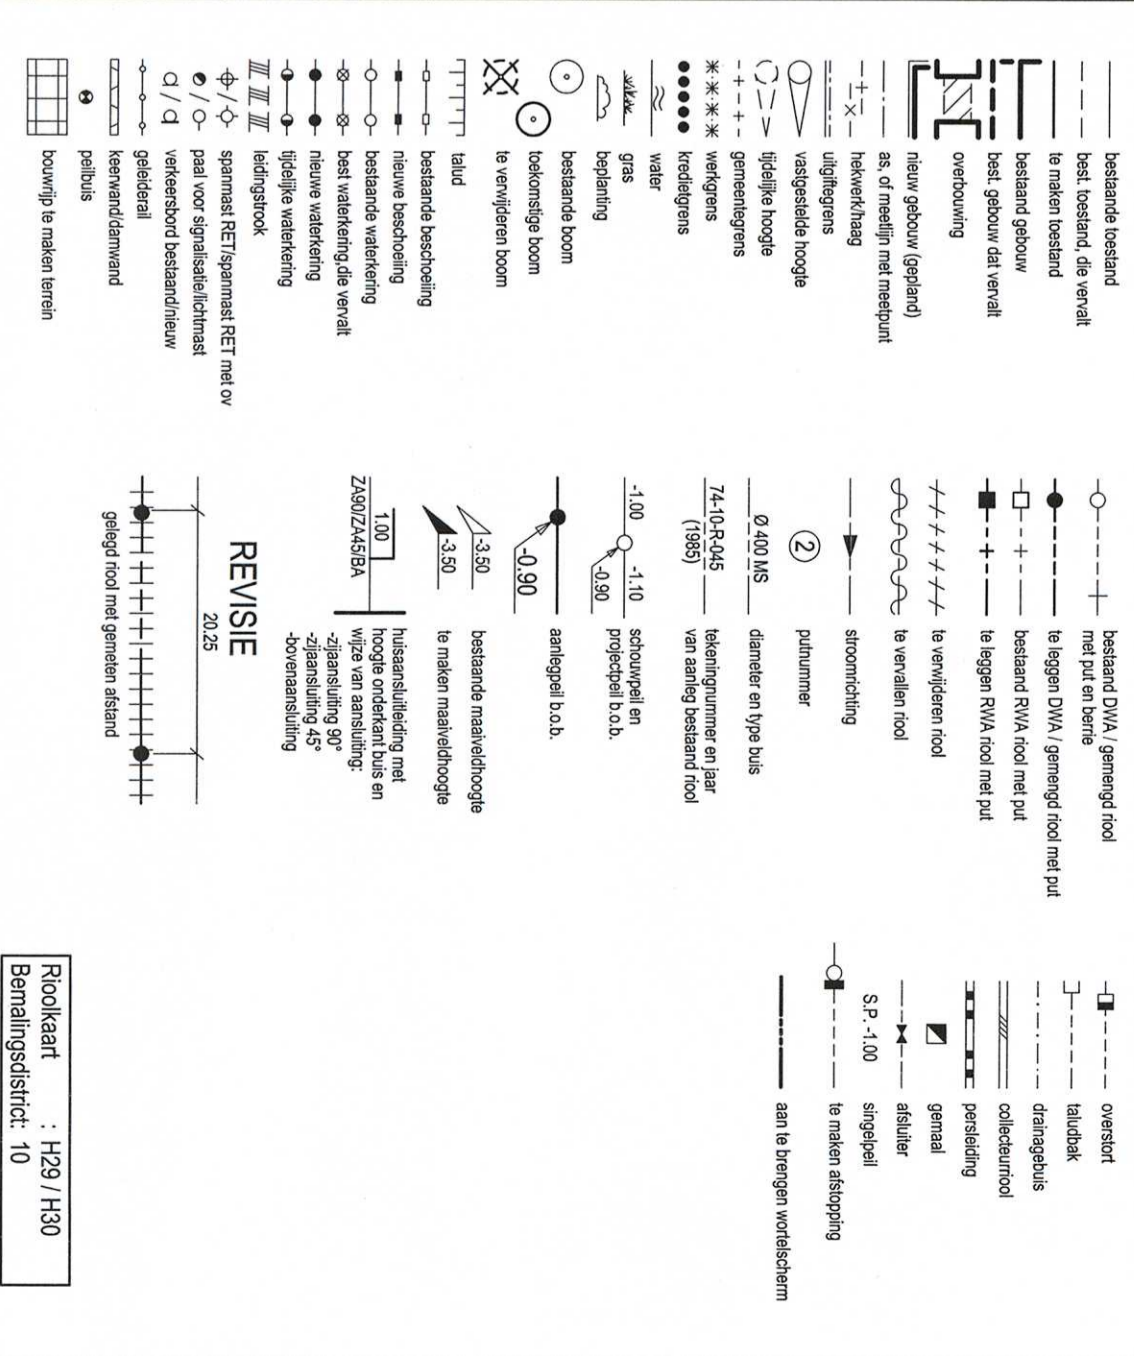 bestaande toestand
best. toestand, die vervalt
te maken toestand
bestaand gebouw
best. gebouw dat vervalt
overbouwing
nieuw gebouw (gepland)
as, of meetlijn met meetpunt
hekwerk/haag
uitgiftegrens
vastgestelde hoogte
tijdelijke hoogte
gemeentegrens
werkgrens
kredietgrens
water
gras
beplanting
bestaande boom
toekomstige boom
te verwijderen boom
talud
bestaande beschoeiing
nieuwe beschoeiing
bestaande waterkering
best waterkering,die vervalt
nieuwe waterkering
tijdelijke waterkering
leidingstrook
spanmast RET/spanmast RET met ov
paal voor signalisatie/lichtmast
verkeersbord bestaand/nieuw
geleiderail
keerwand/damwand
peilbuis
bouwrijp te maken terrein
bestaand DWA / gemengd riool
met put en berrie
te leggen DWA / gemengd riool met put
bestaand RWA riool met put
te leggen RWA riool met put
te verwijderen riool
te vervallen riool
stroomrichting
2
putnummer
Ø 400 MS
diameter en type buis
74-10-R-045
(1985)
tekeningnummer en jaar
van aanleg bestaand riool
-1.00
-1.10
-0.90
schouwpeil en
projectpeil b.o.b.
-0.90
aanlegpeil b.o.b.
-3.50
bestaande maaiveldhoogte
-3.50
te maken maaiveldhoogte
1.00
ZA90/ZA45/BA
huisaansluitleiding met
hoogte onderkant buis en
wijze van aansluiting:
-zijaansluiting 90°
-zijaansluiting 45°
-bovenaansluiting
REVISIE
20.25
gelegd riool met gemeten afstand
overstort
taludbak
drainagebuis
collecteurriool
persleiding
gemaal
afsluiter
S.P. -1.00
singelpeil
te maken afstopping
aan te brengen wortelscherm
Rioolkaart : H29 / H30
Bemalingsdistrict: 10